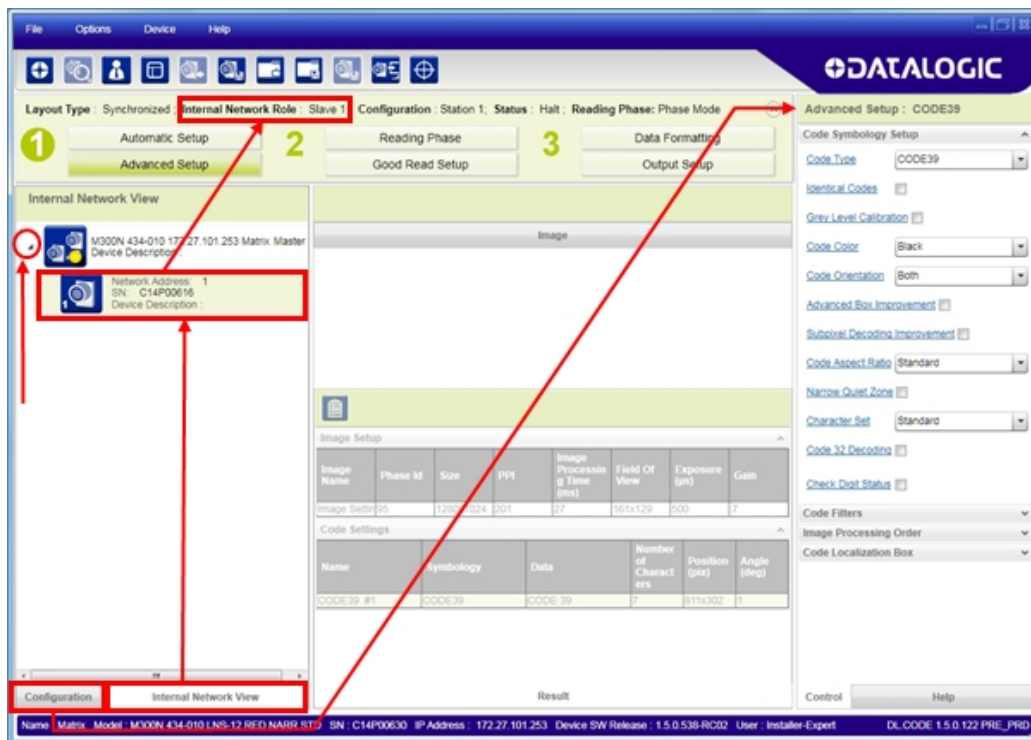 File Options Device Help
DATALOGIC
Layout Type : Synchronized ; Internal Network Role : Slave 1 Configuration : Station 1; Status : Halt ; Reading Phase: Phase Mode
1 Automatic Setup 2 Reading Phase 3 Data Formatting
Advanced Setup Good Read Setup Output Setup
Internal Network View
M300N 434-010 172.27.101.253 Matrix Master
Device Description :
1
Network Address: 1
SN: C14P00616
Device Description :
Configuration
Internal Network View
Image
Image Setup
Image Name Phase Id Size PPI Image Processing Time (ms) Field Of View Exposure (µs) Gain
Image Settin 95 1280x1024 201 27 161x129 500 7
Code Settings
Name Symbology Data Number of Characters Position (pix) Angle (deg)
CODE39 #1 CODE39 CODE 39 7 811x302 1
Result
Advanced Setup : CODE39
Code Symbology Setup
Code Type CODE39
Identical Codes
Grey Level Calibration
Code Color Black
Code Orientation Both
Advanced Box Improvement
Subpixel Decoding Improvement
Code Aspect Ratio Standard
Narrow Quiet Zone
Character Set Standard
Code 32 Decoding
Check Digit Status
Code Filters
Image Processing Order
Code Localization Box
Control Help
Name : Matrix Model : M300N 434-010 LNS-12 RED NARR STD SN : C14P00630 IP Address : 172.27.101.253 Device SW Release : 1.5.0.538-RC02 User : Installer-Expert DL.CODE 1.5.0.122 PRE_PRD